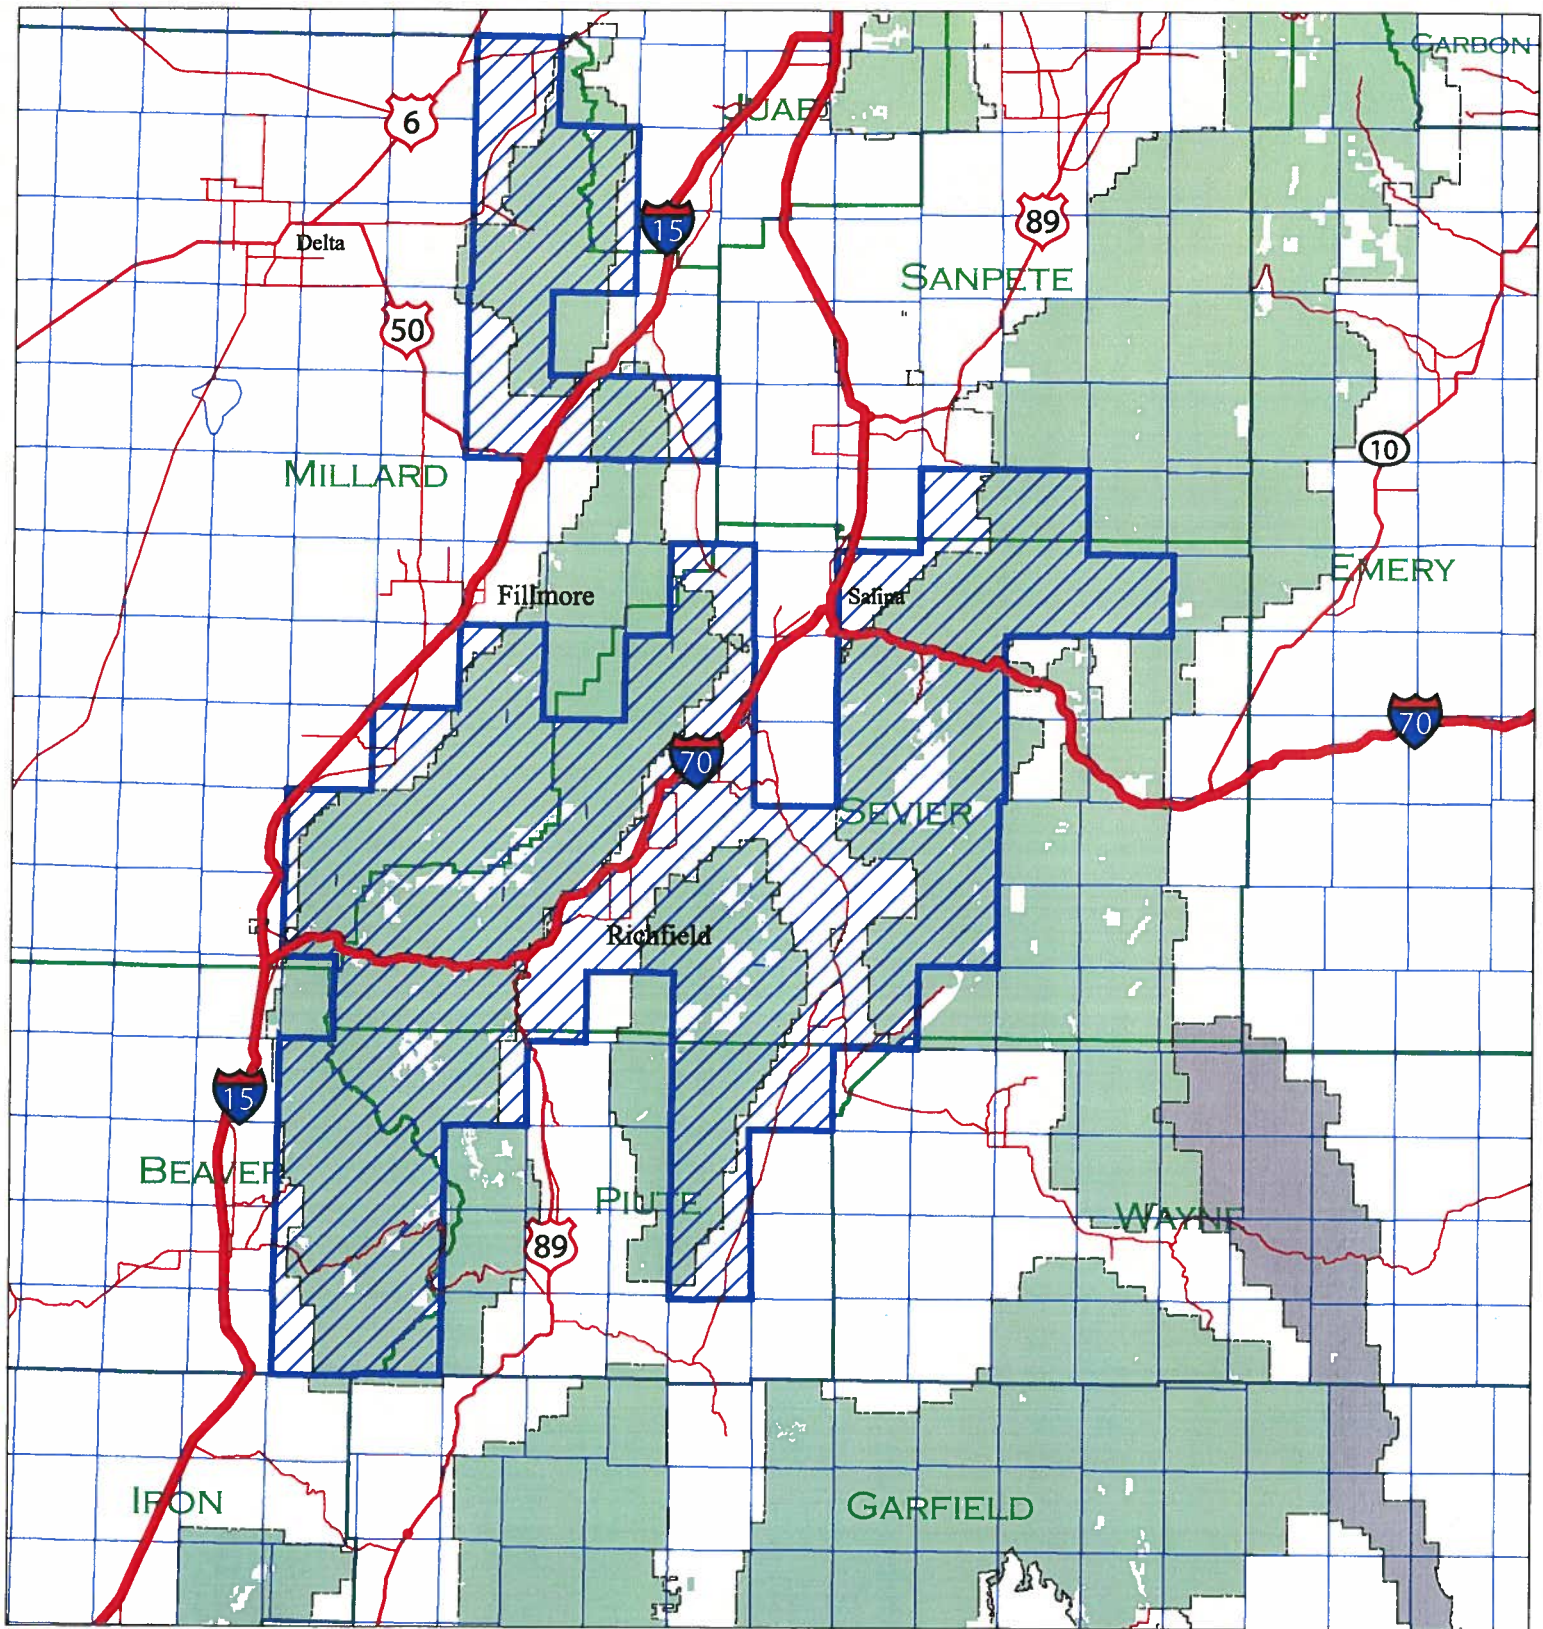 CARBON
JUAB
6
15
89
Delta
SANPETE
50
10
MILLARD
EMERY
Fillmore
Salina
70
70
SEVIER
Richfield
15
BEAVER
PIUTE
WAYNE
89
IRON
GARFIELD